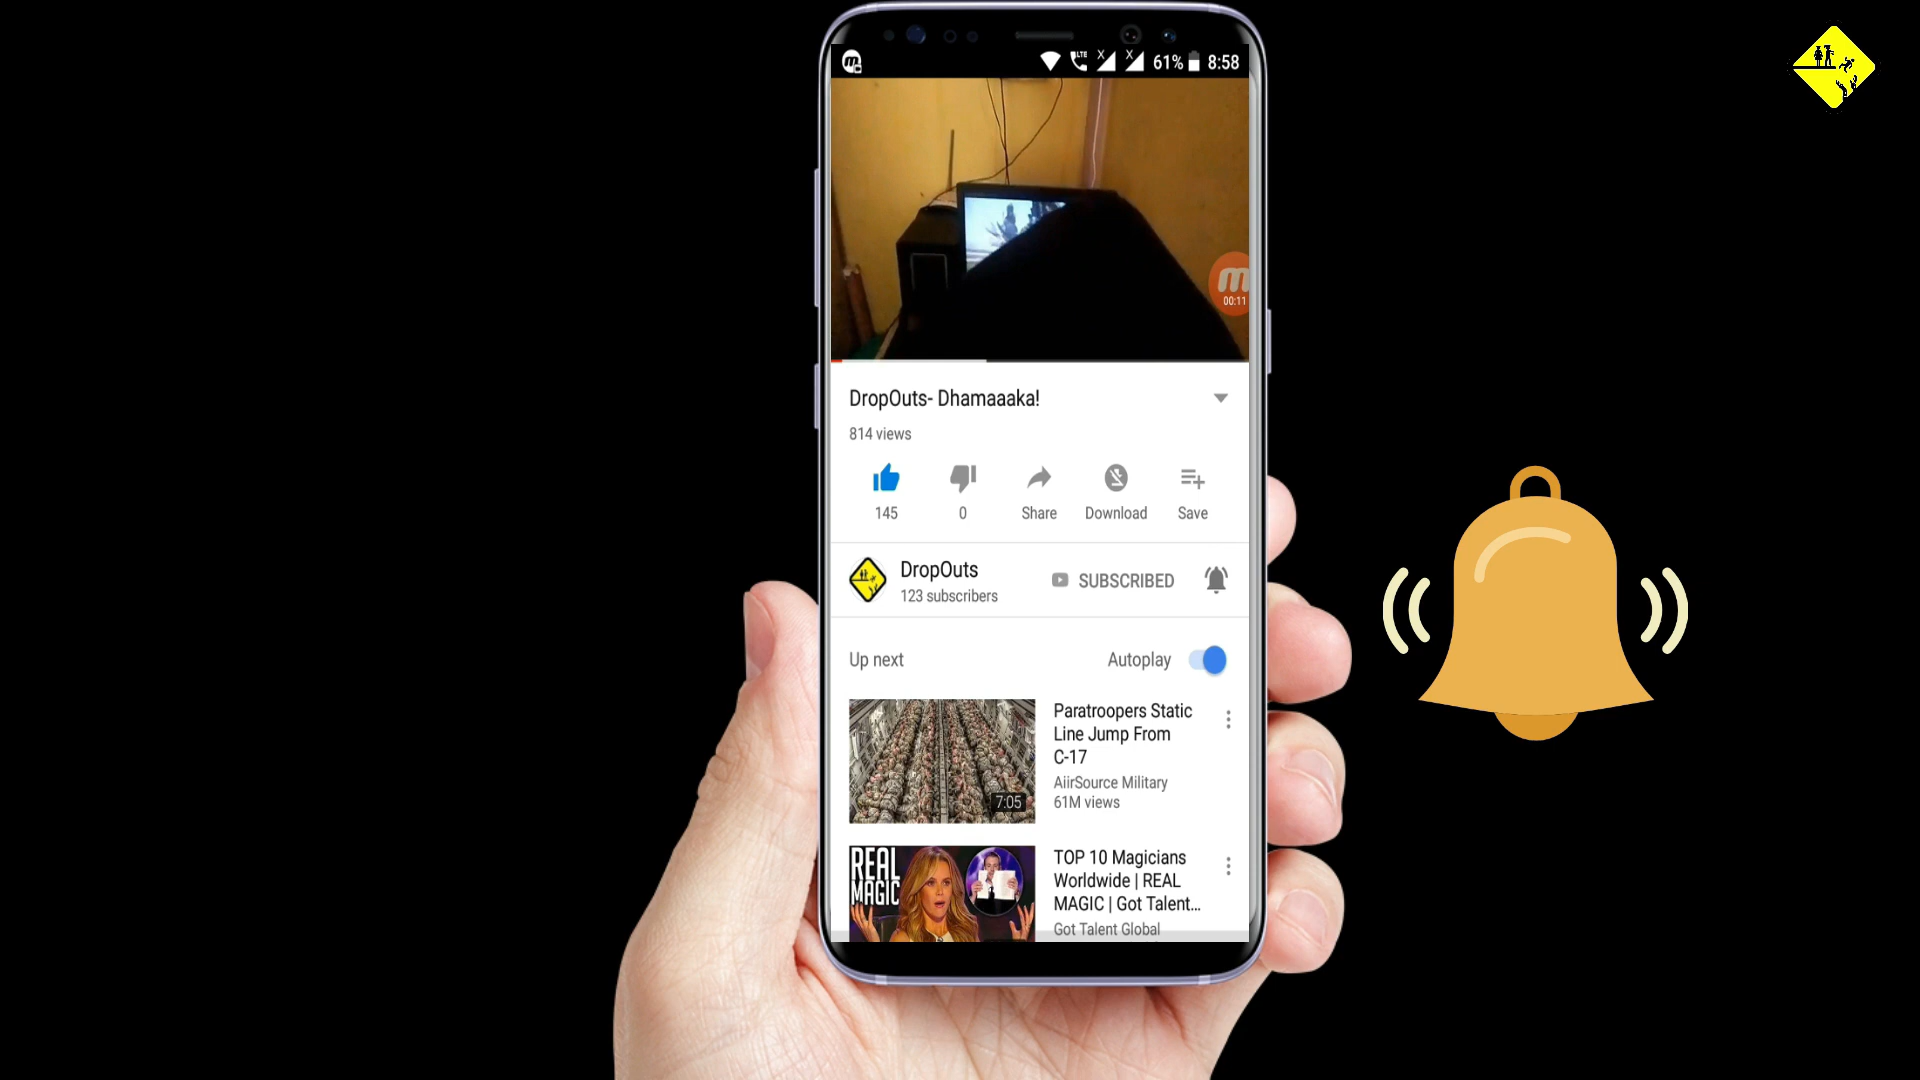 LTE X X 61% 8:58
m
00:11
DropOuts- Dhamaaaka!
814 views
145 0 Share Download Save
DropOuts
123 subscribers
SUBSCRIBED
Up next Autoplay
Paratroopers Static
Line Jump From
C-17
AiirSource Military
61M views
7:05
REAL
MAGIC
TOP 10 Magicians
Worldwide | REAL
MAGIC | Got Talent...
Got Talent Global